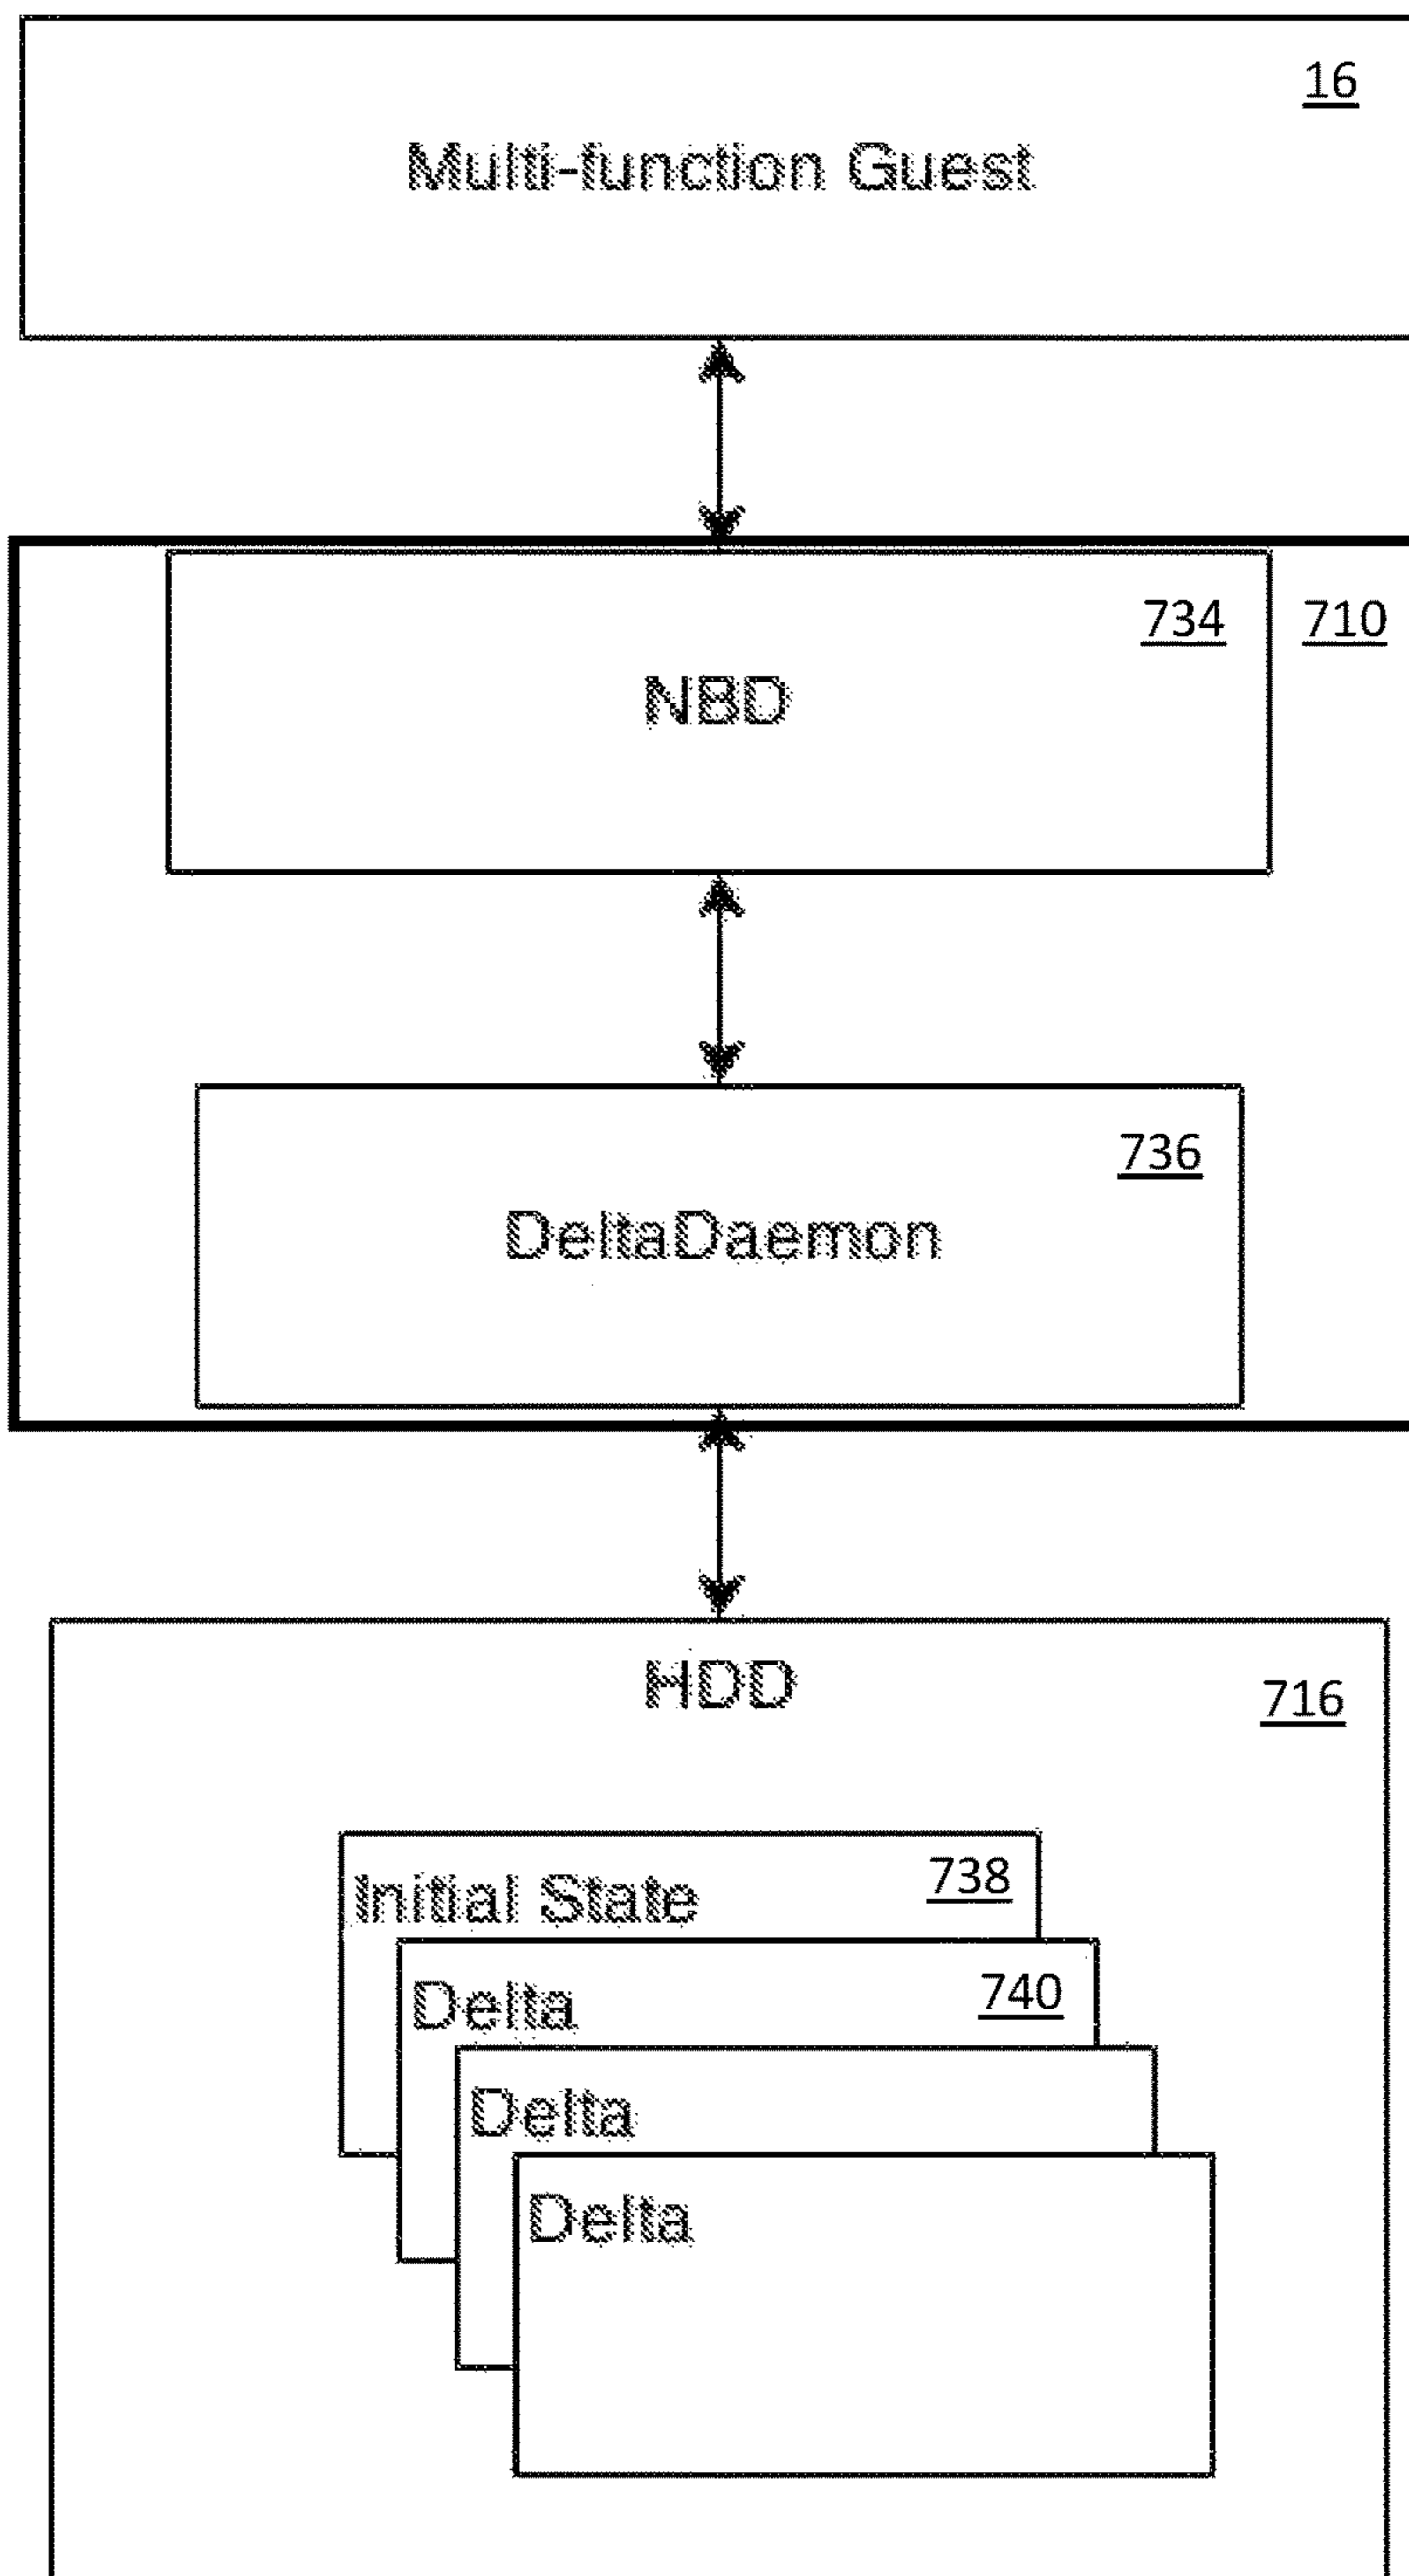 16
Multi-function Guest
734
710
NBD
736
DeltaDaemon
HDD
716
Initial State
738
Delta
740
Delta
Delta